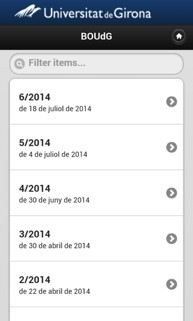 Universitat de Girona
BOUdG
Filter items...
6/2014
de 18 de juliol de 2014
5/2014
de 4 de juliol de 2014
4/2014
de 30 de juny de 2014
3/2014
de 30 de abril de 2014
2/2014
de 22 de abril de 2014